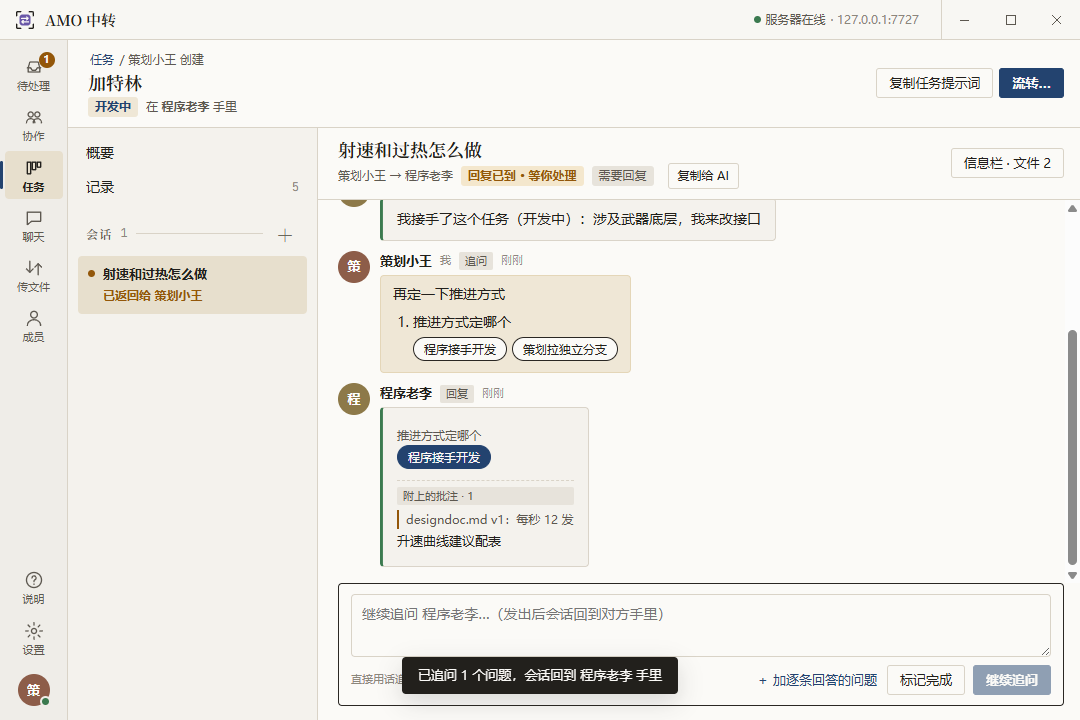 AMO 中转
服务器在线 · 127.0.0.1:7727
1
待处理
协作
任务
聊天
传文件
成员
说明
设置
策
任务 / 策划小王 创建
加特林
开发中 在 程序老李 手里
复制任务提示词
流转...
概要
记录 5
会话 1 +
射速和过热怎么做
已返回给 策划小王
射速和过热怎么做
策划小王 → 程序老李 回复已到 · 等你处理 需要回复 复制给 AI
信息栏 · 文件 2
我接手了这个任务（开发中）：涉及武器底层，我来改接口
策 策划小王 我 追问 刚刚
再定一下推进方式
1. 推进方式定哪个
程序接手开发 策划拉独立分支
程 程序老李 回复 刚刚
推进方式定哪个
程序接手开发
附上的批注 · 1
designdoc.md v1：每秒 12 发
升速曲线建议配表
继续追问 程序老李...（发出后会话回到对方手里）
直接用话追
已追问 1 个问题，会话回到 程序老李 手里
+ 加逐条回答的问题 标记完成 继续追问